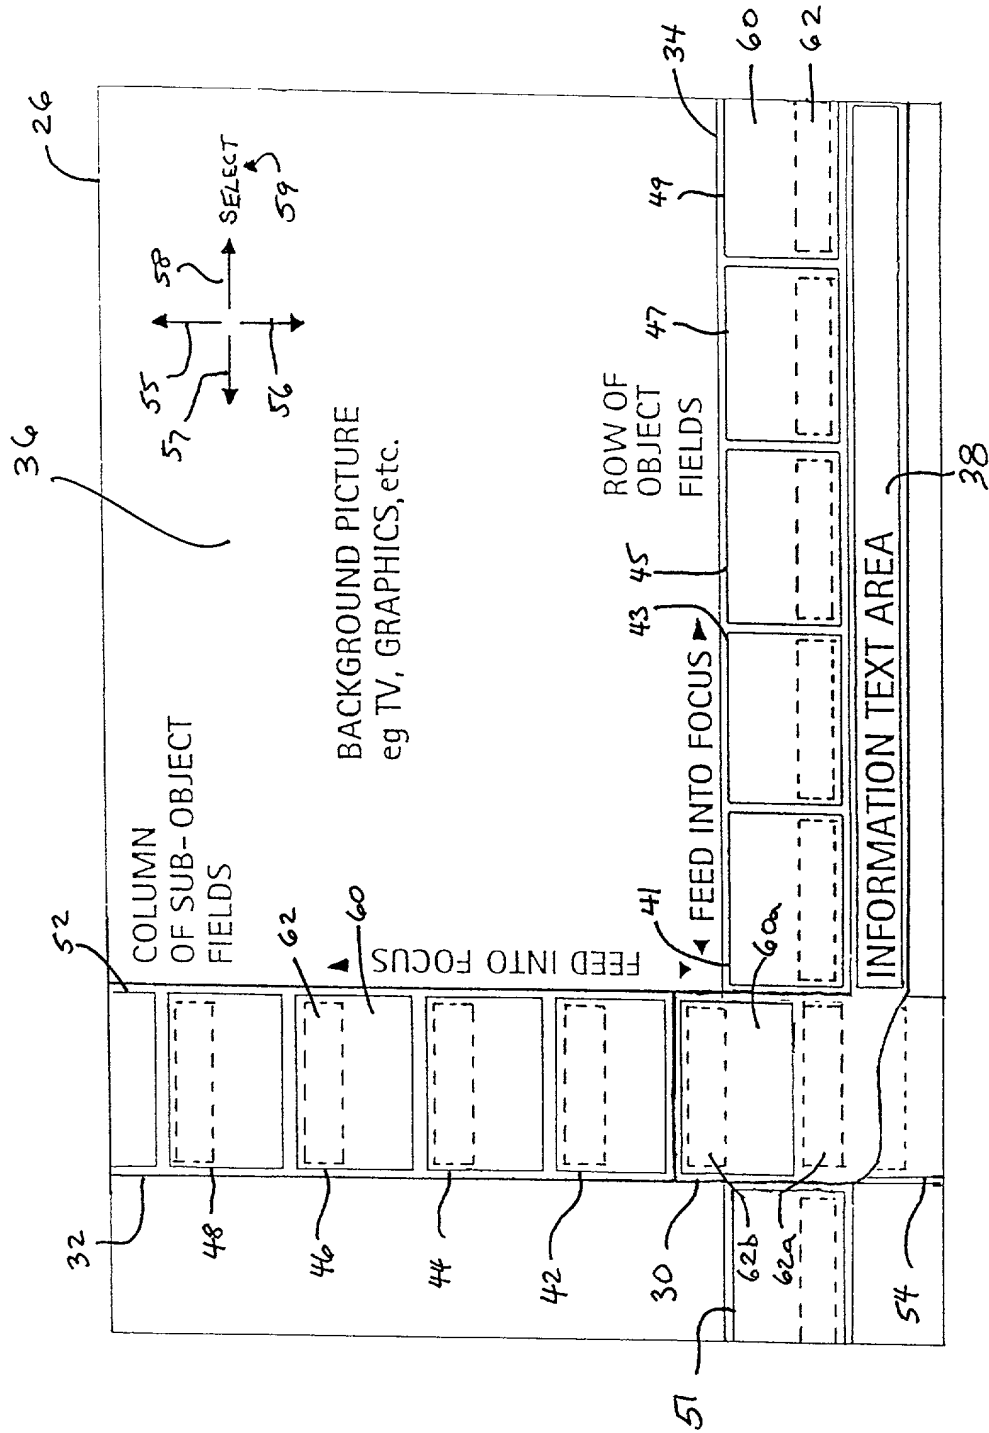 26
36
32
52
COLUMN
OF SUB-OBJECT
FIELDS
55
57
58
56
SELECT
59
48
46
62
60
44
42
FEED INTO FOCUS
BACKGROUND PICTURE
eg TV, GRAPHICS, etc.
ROW OF
OBJECT
FIELDS
30
51
41
FEED INTO FOCUS
43
45
47
49
34
60
62
62b
62a
60a
54
INFORMATION TEXT AREA
38